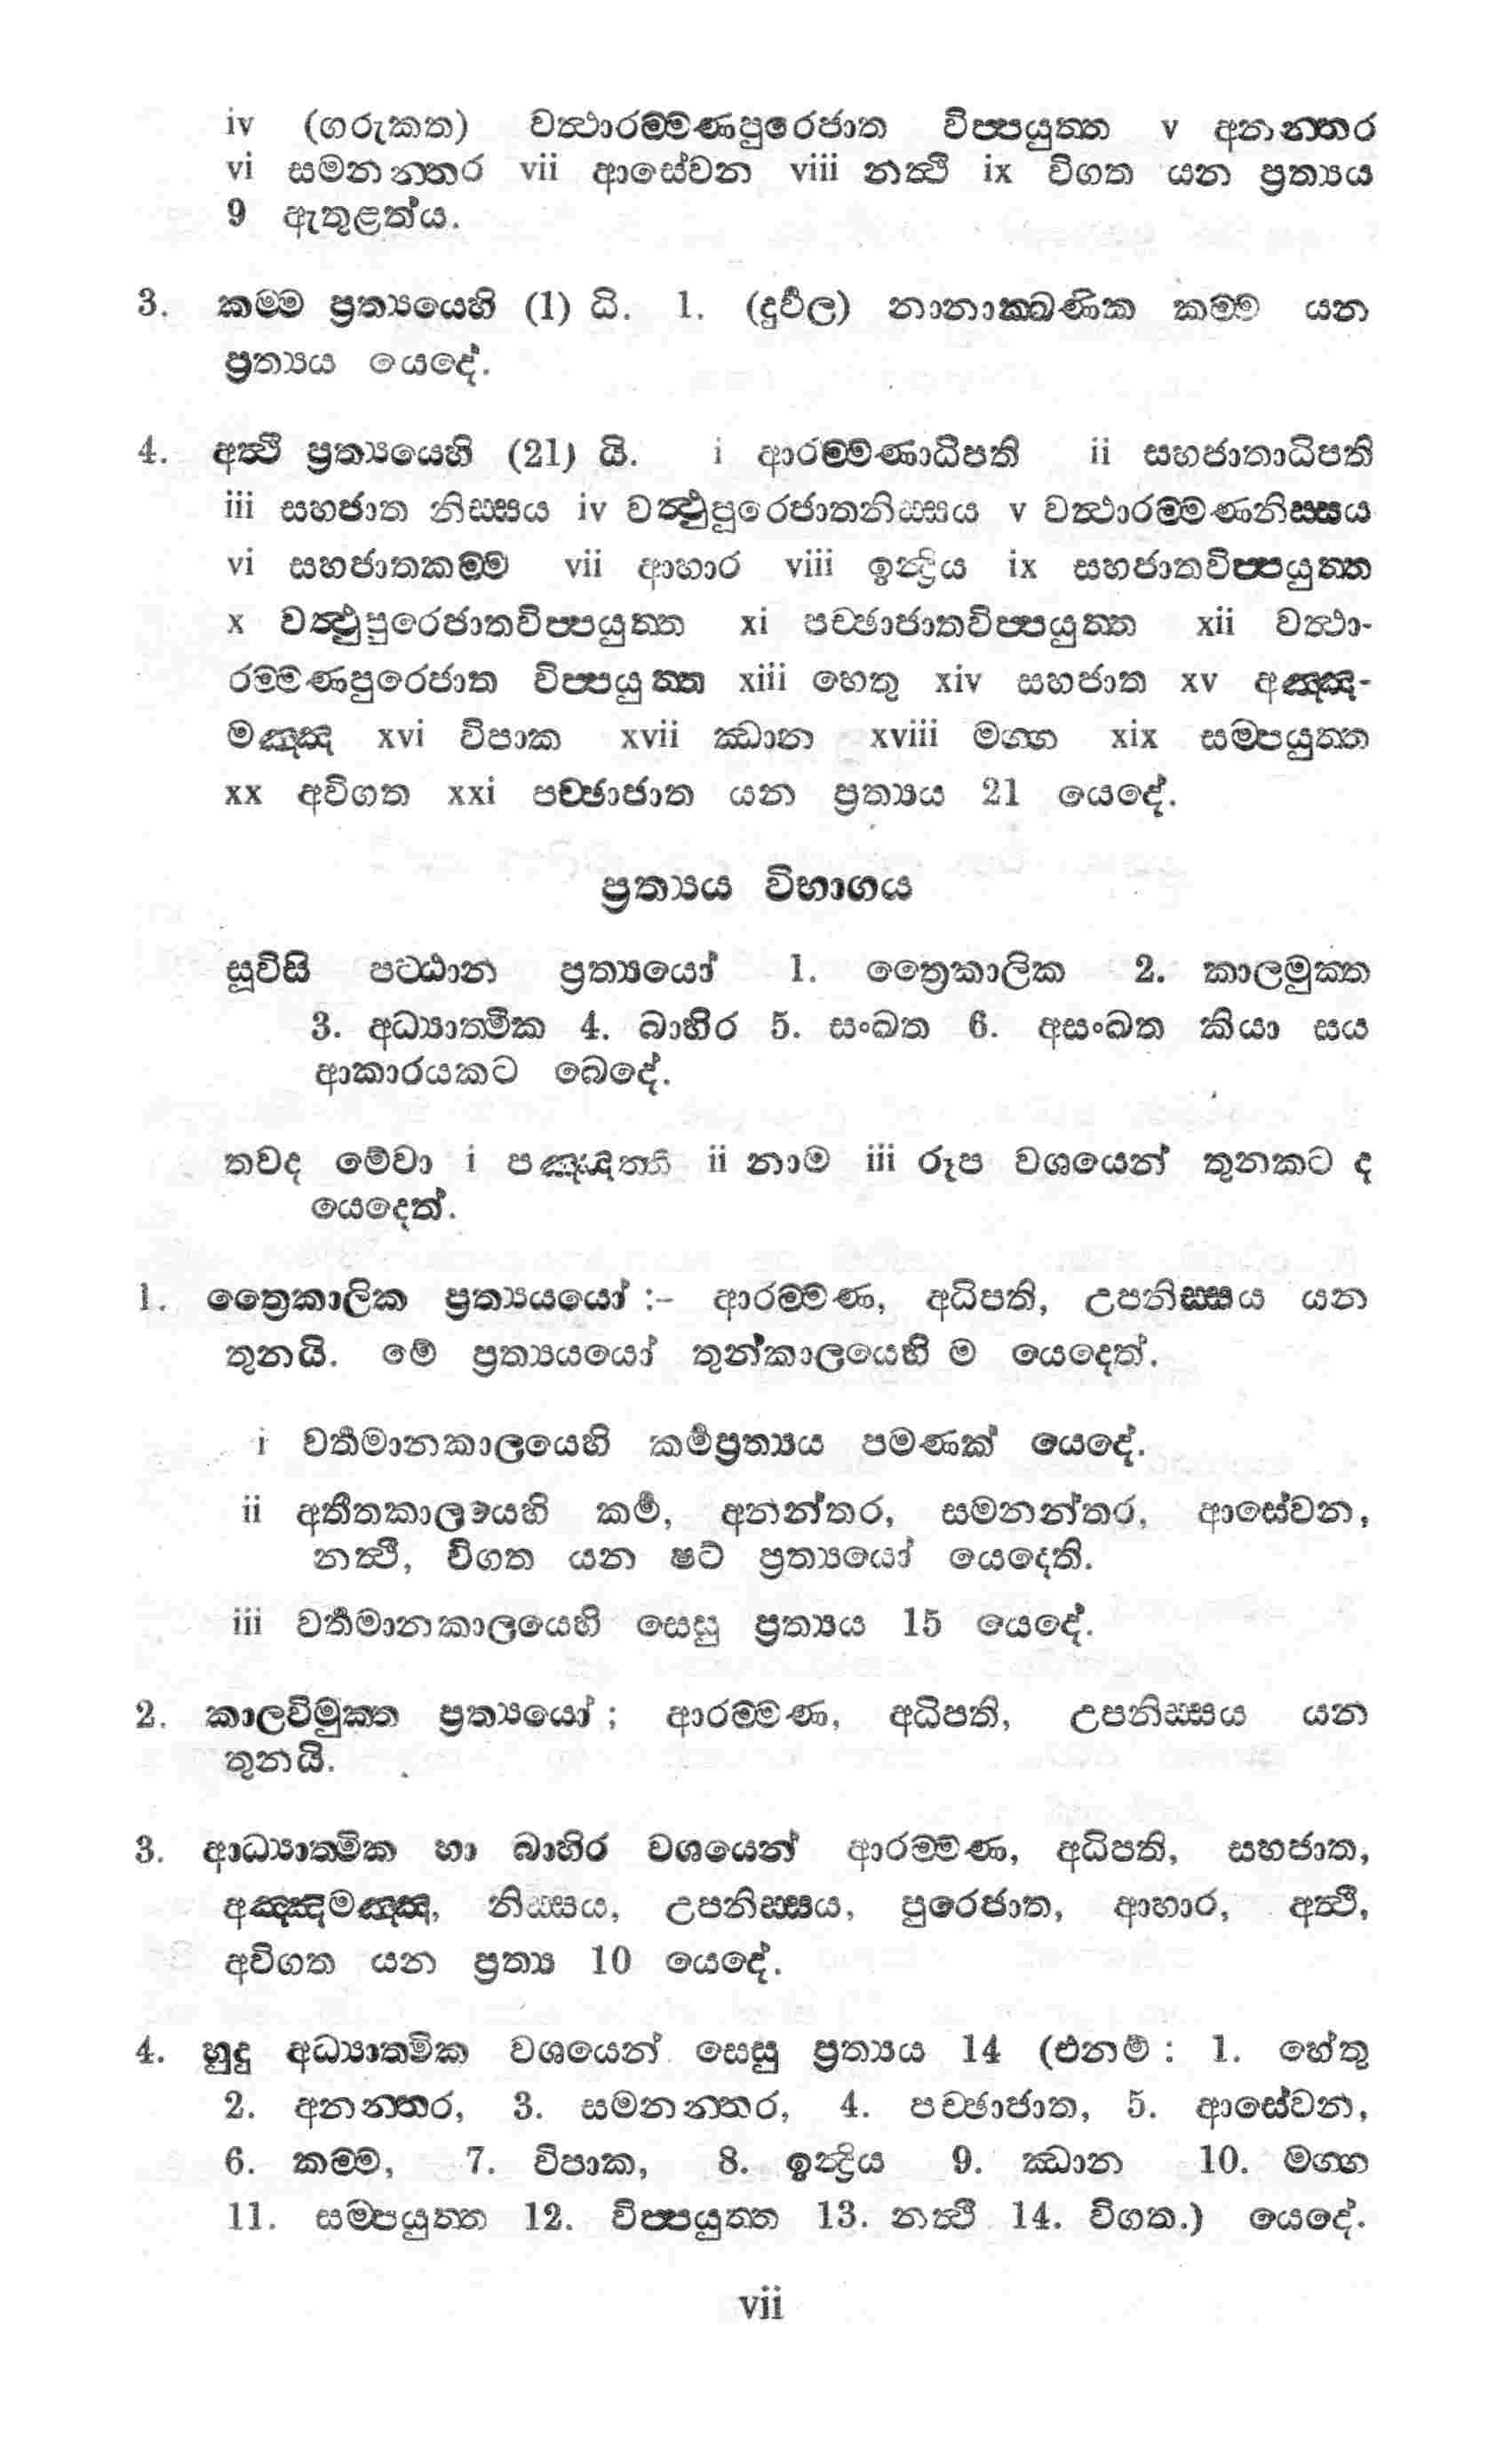 iv (ගරුකත) වත්‍ථාරම්මණපුරෙජාත විප්පයුත්ත v අනන්තර
vi සමනන්තර vii ආසේවන viii නත්‍ථි ix විගත යන ප්‍රත්‍යය
9 ඇතුළත්ය.
3. කම්ම ප්‍රත්‍යයෙහි (1) යි. 1. (දුර්‍වල) නානාක්ඛණික කම්ම යන
ප්‍රත්‍යය යෙදේ.
4. අත්‍ථි ප්‍රත්‍යයෙහි (21) යි. i ආරම්මණාධිපති ii සහජාතාධිපති
iii සහජාත නිස්සය iv වත්‍ථුපුරෙජාතනිස්සය v වත්‍ථාරම්මණනිස්සය
vi සහජාතකම්ම vii ආහාර viii ඉන්‍ද්‍රිය ix සහජාතවිප්පයුත්ත
x වත්‍ථුපුරෙජාතවිප්පයුත්ත xi පච්ඡාජාතවිප්පයුත්ත xii වත්‍ථා-
රම්මණපුරෙජාත විප්පයුත්ත xiii හෙතු xiv සහජාත xv අඤ්ඤ-
මඤ්ඤ xvi විපාක xvii ඣාන xviii මග්ග xix සම්පයුත්ත
xx අවිගත xxi පච්ඡාජාත යන ප්‍රත්‍යය 21 යෙදේ.
ප්‍රත්‍යය විභාගය
සූවිසි පට්ඨාන ප්‍රත්‍යයෝ 1. ත්‍රෛකාලික 2. කාලමුක්ත
3. අධ්‍යාත්මික 4. බාහිර 5. සංඛත 6. අසංඛත කියා සය
ආකාරයකට බෙදේ.
තවද මේවා i පඤ්ඤත්ති ii නාම iii රූප වශයෙන් තුනකට ද
යෙදෙත්.
1. ත්‍රෛකාලික ප්‍රත්‍යයයෝ :- ආරම්මණ, අධිපති, උපනිස්සය යන
තුනයි. මේ ප්‍රත්‍යයයෝ තුන්කාලයෙහි ම යෙදෙත්.
i වර්‍තමානකාලයෙහි කර්‍මප්‍රත්‍යය පමණක් යෙදේ.
ii අතීතකාලයෙහි කර්‍ම, අනන්තර, සමනන්තර, ආසේවන,
නත්‍ථි, විගත යන ෂට් ප්‍රත්‍යයෝ යෙදෙති.
iii වර්‍තමානකාලයෙහි සෙසු ප්‍රත්‍යය 15 යෙදේ.
2. කාලවිමුක්ත ප්‍රත්‍යයෝ ; ආරම්මණ, අධිපති, උපනිස්සය යන
තුනයි.
3. ආධ්‍යාත්මික හා බාහිර වශයෙන් ආරම්මණ, අධිපති, සහජාත,
අඤ්ඤිමඤ්ඤ, නිස්සය, උපනිස්සය, පුරෙජාත, ආහාර, අත්‍ථි,
අවිගත යන ප්‍රත්‍ය 10 යෙදේ.
4. හුදු අධ්‍යාත්මික වශයෙන් සෙසු ප්‍රත්‍යය 14 (එනම් : 1. හේතු
2. අනන්තර, 3. සමනන්තර, 4. පච්ඡාජාත, 5. ආසේවන,
6. කම්ම, 7. විපාක, 8. ඉන්‍ද්‍රිය 9. ඣාන 10. මග්ග
11. සම්පයුත්ත 12. විප්පයුත්ත 13. නත්‍ථි 14. විගත.) යෙදේ.
vii